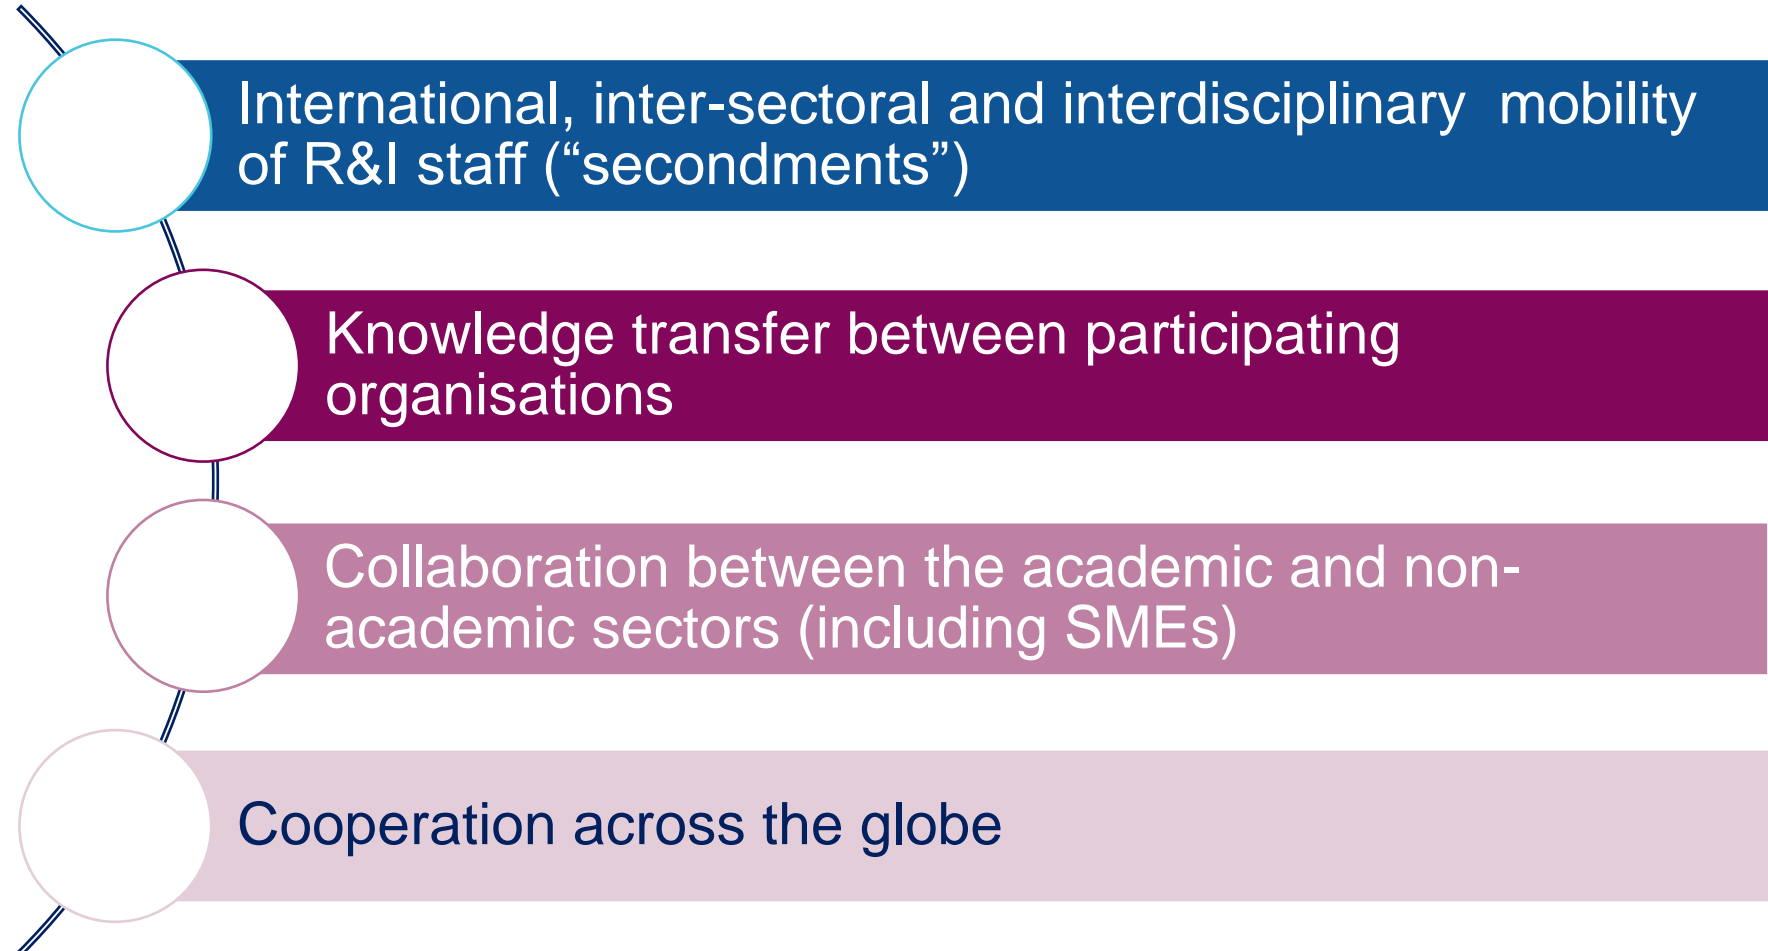 International, inter-sectoral and interdisciplinary  mobility
of R&I staff (“secondments”)
Knowledge transfer between participating
organisations
Collaboration between the academic and non-
academic sectors (including SMEs)
Cooperation across the globe